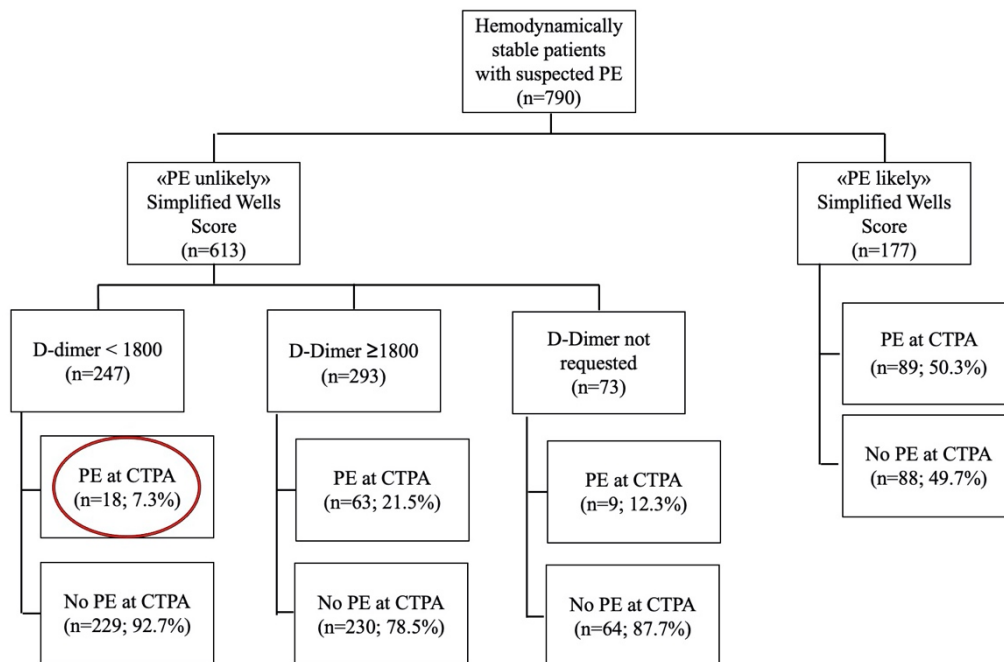 Hemodynamically
stable patients
with suspected PE
(n=790)
«PE unlikely»
Simplified Wells
Score
(n=613)
«PE likely»
Simplified Wells
Score
(n=177)
D-dimer < 1800
(n=247)
D-Dimer ≥1800
(n=293)
D-Dimer not
requested
(n=73)
PE at CTPA
(n=89; 50.3%)
No PE at CTPA
(n=88; 49.7%)
PE at CTPA
(n=18; 7.3%)
PE at CTPA
(n=63; 21.5%)
PE at CTPA
(n=9; 12.3%)
No PE at CTPA
(n=229; 92.7%)
No PE at CTPA
(n=230; 78.5%)
No PE at CTPA
(n=64; 87.7%)